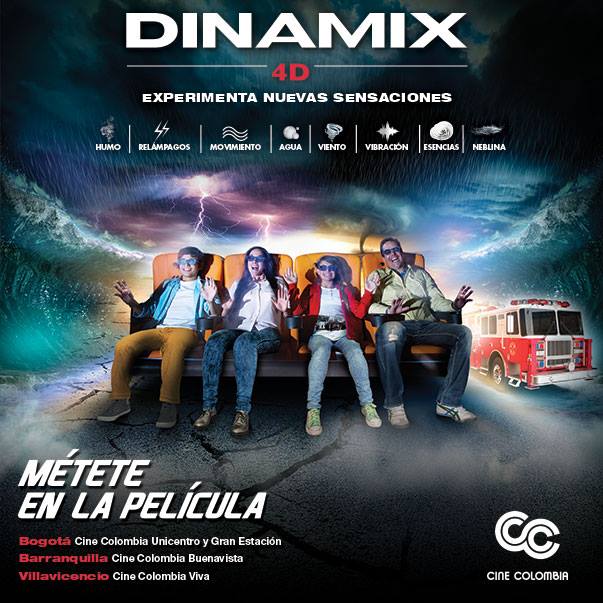 DINAMIX
4D
EXPERIMENTA NUEVAS SENSACIONES
HUMO RELÁMPAGOS MOVIMIENTO AGUA VIENTO VIBRACIÓN ESENCIAS NEBLINA
MÉTETE
EN LA PELÍCULA
Bogotá Cine Colombia Unicentro y Gran Estación
Barranquilla Cine Colombia Buenavista
Villavicencio Cine Colombia Viva
CC
CINE COLOMBIA